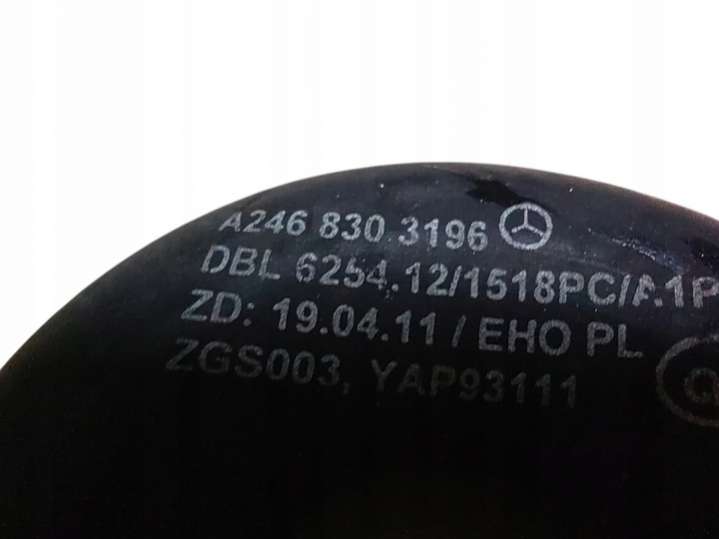 A246 830 3196
DBL 6254.12/1518PC/A.1P
ZD: 19.04.11 / EHO PL
ZGS003, YAP93111
Q